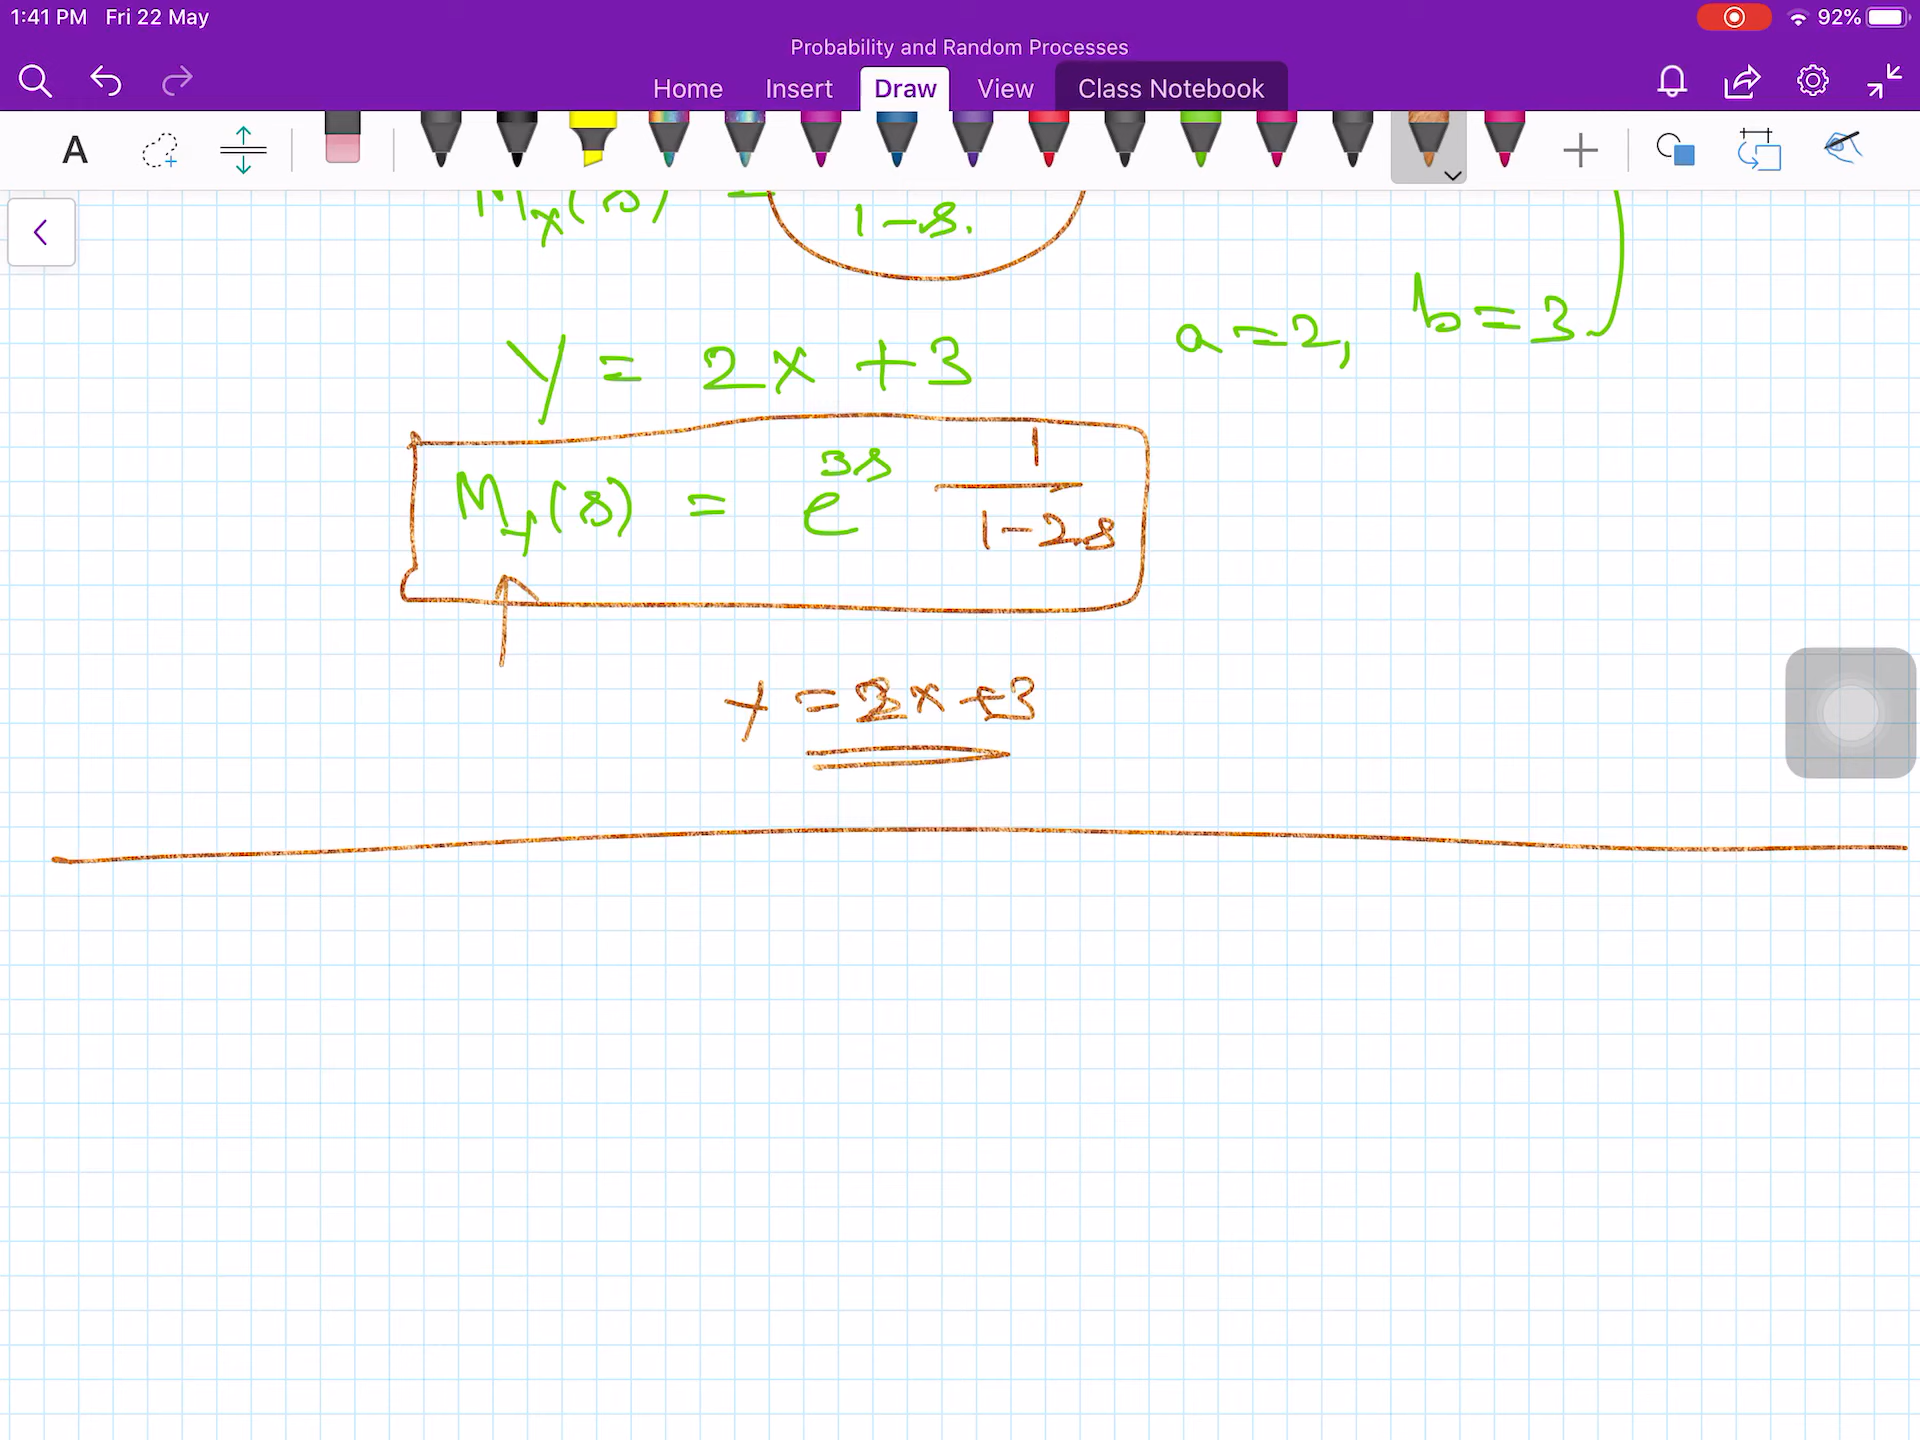 1:41 PM Fri 22 May 92%
Probability and Random Processes
Home Insert Draw View Class Notebook
A
Mx(s) =
1-s.
a=2, b=3
Y = 2x +3
My(s) = e^3s 1/(1-2s)
Y =2x+3